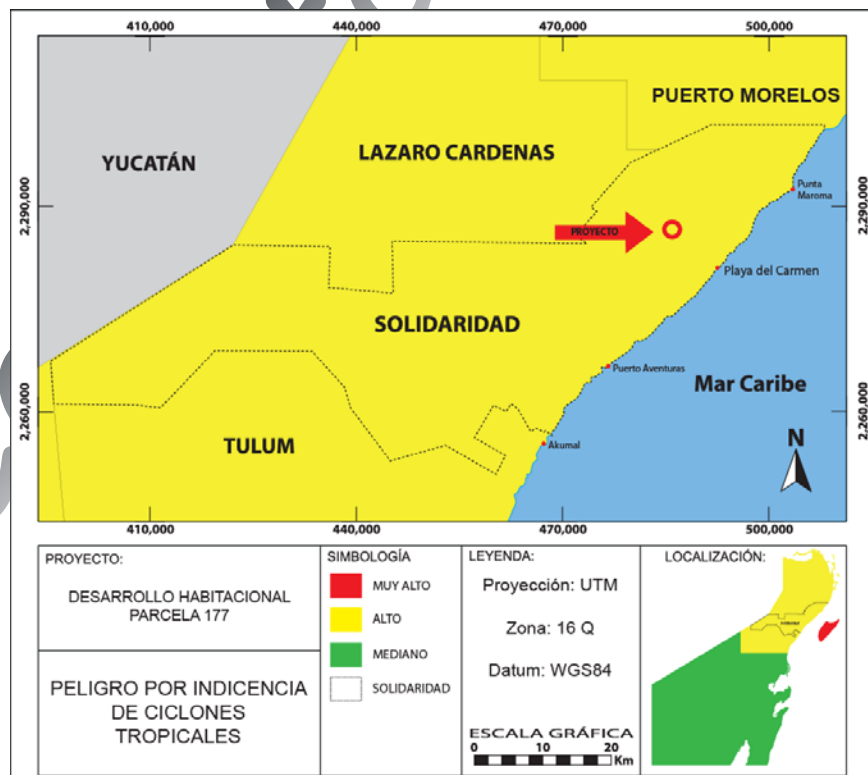 410,000 440,000 470,000 500,000
PUERTO MORELOS
LAZARO CARDENAS
YUCATÁN
Punta
Maroma
2,290,000 2,290,000
PROYECTO
Playa del Carmen
SOLIDARIDAD
Puerto Aventuras
Mar Caribe
2,260,000 2,260,000
TULUM
Akumal
N
410,000 440,000 470,000 500,000
PROYECTO:
DESARROLLO HABITACIONAL
PARCELA 177
PELIGRO POR INDICENCIA
DE CICLONES
TROPICALES
SIMBOLOGÍA
MUY ALTO
ALTO
MEDIANO
SOLIDARIDAD
LEYENDA:
Proyección: UTM
Zona: 16 Q
Datum: WGS84
ESCALA GRÁFICA
0 10 10 20
Km
LOCALIZACIÓN: